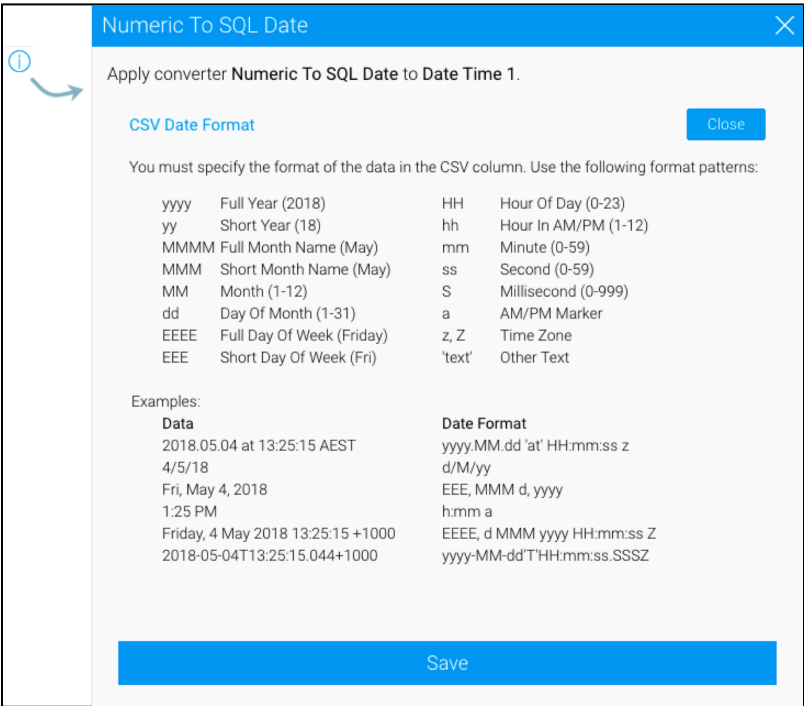 Numeric To SQL Date
Apply converter Numeric To SQL Date to Date Time 1.
CSV Date Format
Close
You must specify the format of the data in the CSV column. Use the following format patterns:
yyyy Full Year (2018) HH Hour Of Day (0-23)
yy Short Year (18) hh Hour In AM/PM (1-12)
MMMM Full Month Name (May) mm Minute (0-59)
MMM Short Month Name (May) ss Second (0-59)
MM Month (1-12) S Millisecond (0-999)
dd Day Of Month (1-31) a AM/PM Marker
EEEE Full Day Of Week (Friday) z, Z Time Zone
EEE Short Day Of Week (Fri) 'text' Other Text
Examples:
Data Date Format
2018.05.04 at 13:25:15 AEST yyyy.MM.dd 'at' HH:mm:ss z
4/5/18 d/M/yy
Fri, May 4, 2018 EEE, MMM d, yyyy
1:25 PM h:mm a
Friday, 4 May 2018 13:25:15 +1000 EEEE, d MMM yyyy HH:mm:ss Z
2018-05-04T13:25:15.044+1000 yyyy-MM-dd'T'HH:mm:ss.SSSZ
Save